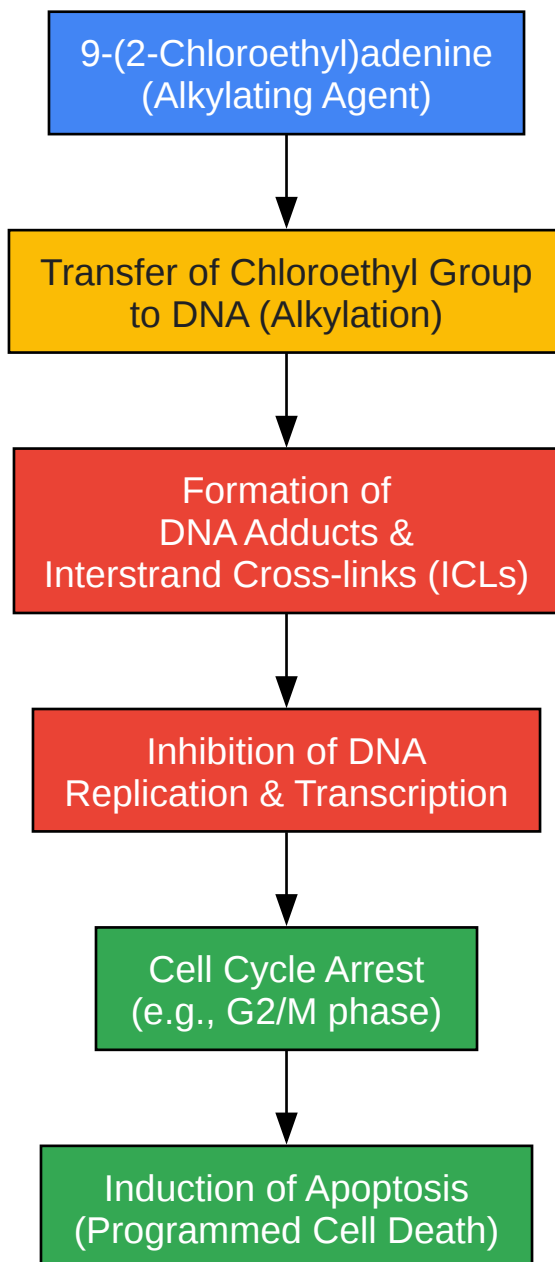 9-(2-Chloroethyl)adenine
(Alkylating Agent)
Transfer of Chloroethyl Group
to DNA (Alkylation)
Formation of
DNA Adducts &
Interstrand Cross-links (ICLs)
Inhibition of DNA
Replication & Transcription
Cell Cycle Arrest
(e.g., G2/M phase)
Induction of Apoptosis
(Programmed Cell Death)